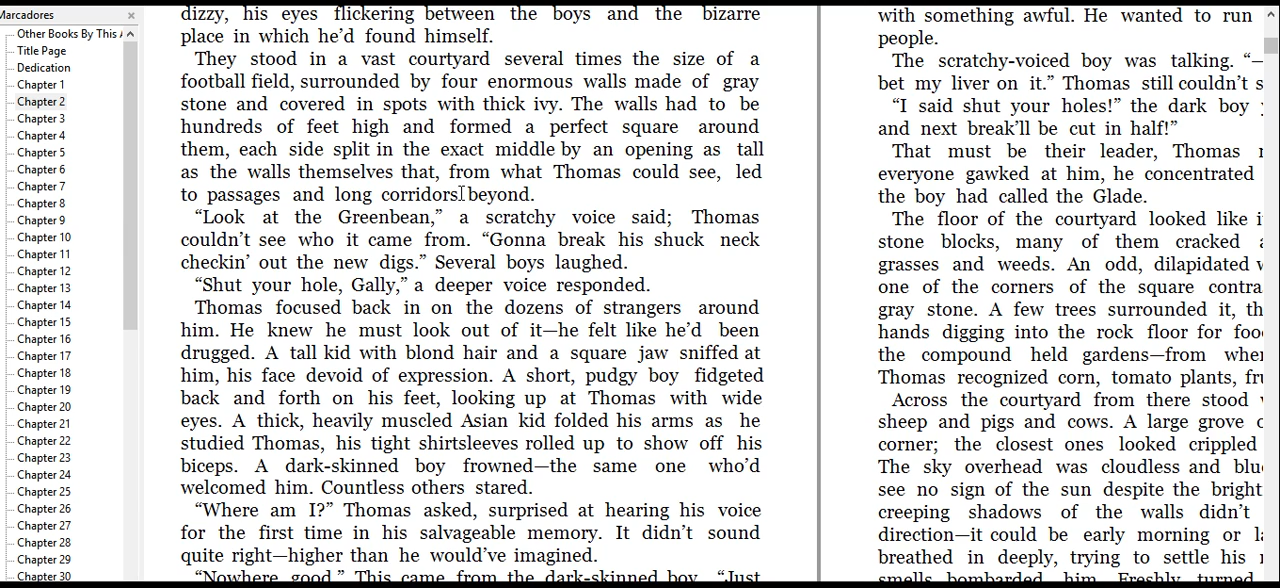 Marcadores
Other Books By This A
Title Page
Dedication
Chapter 1
Chapter 2
Chapter 3
Chapter 4
Chapter 5
Chapter 6
Chapter 7
Chapter 8
Chapter 9
Chapter 10
Chapter 11
Chapter 12
Chapter 13
Chapter 14
Chapter 15
Chapter 16
Chapter 17
Chapter 18
Chapter 19
Chapter 20
Chapter 21
Chapter 22
Chapter 23
Chapter 24
Chapter 25
Chapter 26
Chapter 27
Chapter 28
Chapter 29
Chapter 30
dizzy, his eyes flickering between the boys and the bizarre
place in which he’d found himself.
They stood in a vast courtyard several times the size of a
football field, surrounded by four enormous walls made of gray
stone and covered in spots with thick ivy. The walls had to be
hundreds of feet high and formed a perfect square around
them, each side split in the exact middle by an opening as tall
as the walls themselves that, from what Thomas could see, led
to passages and long corridors beyond.
“Look at the Greenbean,” a scratchy voice said; Thomas
couldn’t see who it came from. “Gonna break his shuck neck
checkin’ out the new digs.” Several boys laughed.
“Shut your hole, Gally,” a deeper voice responded.
Thomas focused back in on the dozens of strangers around
him. He knew he must look out of it—he felt like he’d been
drugged. A tall kid with blond hair and a square jaw sniffed at
him, his face devoid of expression. A short, pudgy boy fidgeted
back and forth on his feet, looking up at Thomas with wide
eyes. A thick, heavily muscled Asian kid folded his arms as he
studied Thomas, his tight shirtsleeves rolled up to show off his
biceps. A dark-skinned boy frowned—the same one who’d
welcomed him. Countless others stared.
“Where am I?” Thomas asked, surprised at hearing his voice
for the first time in his salvageable memory. It didn’t sound
quite right—higher than he would’ve imagined.
“Nowhere good.” This came from the dark-skinned boy. “Just
with something awful. He wanted to run
people.
The scratchy-voiced boy was talking. “—
bet my liver on it.” Thomas still couldn’t s
“I said shut your holes!” the dark boy
and next break’ll be cut in half!”
That must be their leader, Thomas
everyone gawked at him, he concentrated
the boy had called the Glade.
The floor of the courtyard looked like i
stone blocks, many of them cracked a
grasses and weeds. An odd, dilapidated
one of the corners of the square contra
gray stone. A few trees surrounded it, th
hands digging into the rock floor for foo
the compound held gardens—from wher
Thomas recognized corn, tomato plants, fru
Across the courtyard from there stood
sheep and pigs and cows. A large grove o
corner; the closest ones looked crippled
The sky overhead was cloudless and blu
see no sign of the sun despite the bright
creeping shadows of the walls didn’t
direction—it could be early morning or la
breathed in deeply, trying to settle his
smells bombarded him. Freshly turned